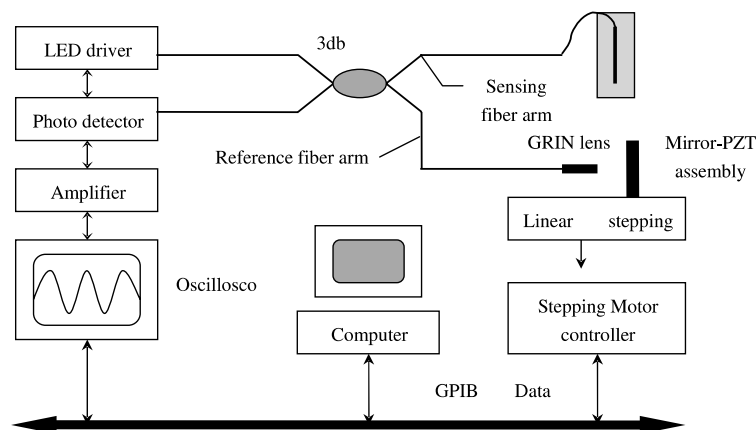 LED driver
3db
Photo detector
Sensing
fiber arm
Reference fiber arm
GRIN lens
Mirror-PZT
assembly
Amplifier
Linear stepping
Oscillosco
Stepping Motor
controller
Computer
GPIB Data